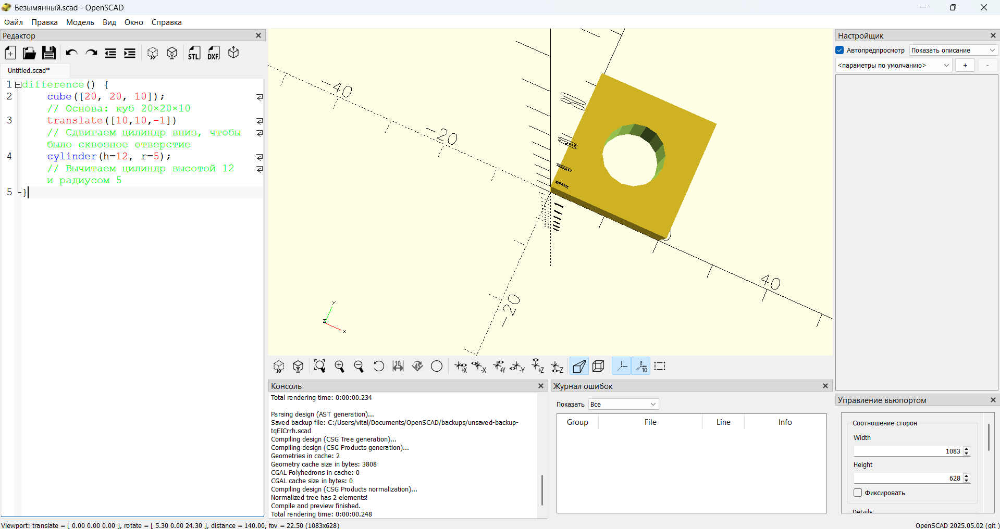 Безымянный.scad - OpenSCAD
Файл Правка Модель Вид Окно Справка
Редактор
STL DXF
Untitled.scad*
1 difference() {
2 cube([20, 20, 10]);
// Основа: куб 20×20×10
3 translate([10,10,-1])
// Сдвигаем цилиндр вниз, чтобы
было сквозное отверстие
4 cylinder(h=12, r=5);
// Вычитаем цилиндр высотой 12
и радиусом 5
5 }
-40
-20
40
-20
Y
Z
X
10 45 +X -X +Y -Y +Z -Z 10
Консоль
Total rendering time: 0:00:00.234
Parsing design (AST generation)...
Saved backup file: C:/Users/vital/Documents/OpenSCAD/backups/unsaved-backup-
tqEICrrh.scad
Compiling design (CSG Tree generation)...
Compiling design (CSG Products generation)...
Geometries in cache: 2
Geometry cache size in bytes: 3808
CGAL Polyhedrons in cache: 0
CGAL cache size in bytes: 0
Compiling design (CSG Products normalization)...
Normalized tree has 2 elements!
Compile and preview finished.
Total rendering time: 0:00:00.248
Журнал ошибок
Показать Все
Group File Line Info
Настройщик
Автопредпросмотр Показать описание
<параметры по умолчанию> + -
Управление вьюпортом
Соотношение сторон
Width
1083
Height
628
Фиксировать
Details
Viewport: translate = [ 0.00 0.00 0.00 ], rotate = [ 5.30 0.00 24.30 ], distance = 140.00, fov = 22.50 (1083x628)
OpenSCAD 2025.05.02 (git )